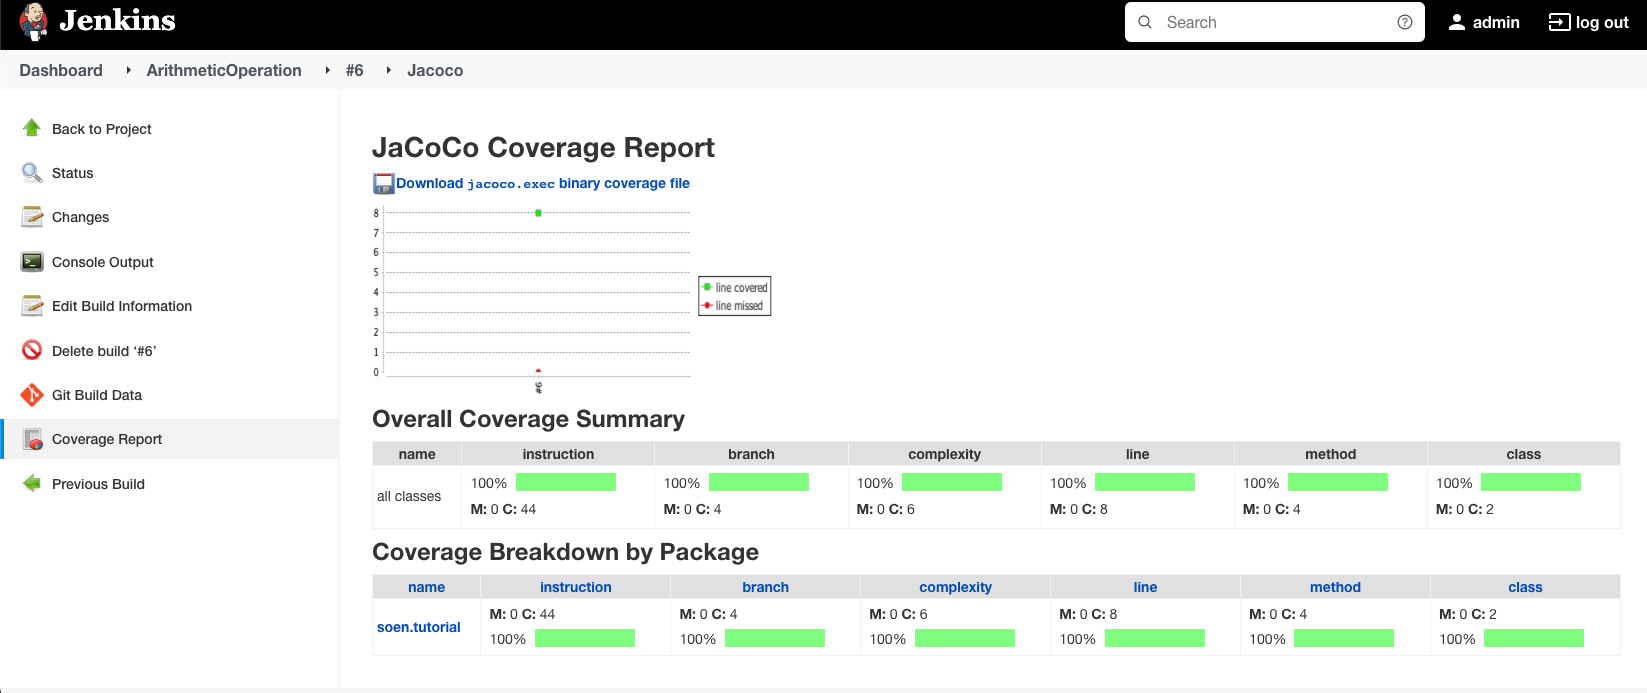 Jenkins
Search
admin
log out
Dashboard ArithmeticOperation #6 Jacoco
Back to Project
Status
Changes
Console Output
Edit Build Information
Delete build ‘#6’
Git Build Data
Coverage Report
Previous Build
JaCoCo Coverage Report
Download jacoco.exec binary coverage file
8
7
6
5
4
3
2
1
0
#6
line covered
line missed
Overall Coverage Summary
name instruction branch complexity line method class
all classes
100% 100% 100% 100% 100% 100%
M: 0 C: 44 M: 0 C: 4 M: 0 C: 6 M: 0 C: 8 M: 0 C: 4 M: 0 C: 2
Coverage Breakdown by Package
name instruction branch complexity line method class
soen.tutorial
M: 0 C: 44 M: 0 C: 4 M: 0 C: 6 M: 0 C: 8 M: 0 C: 4 M: 0 C: 2
100% 100% 100% 100% 100% 100%